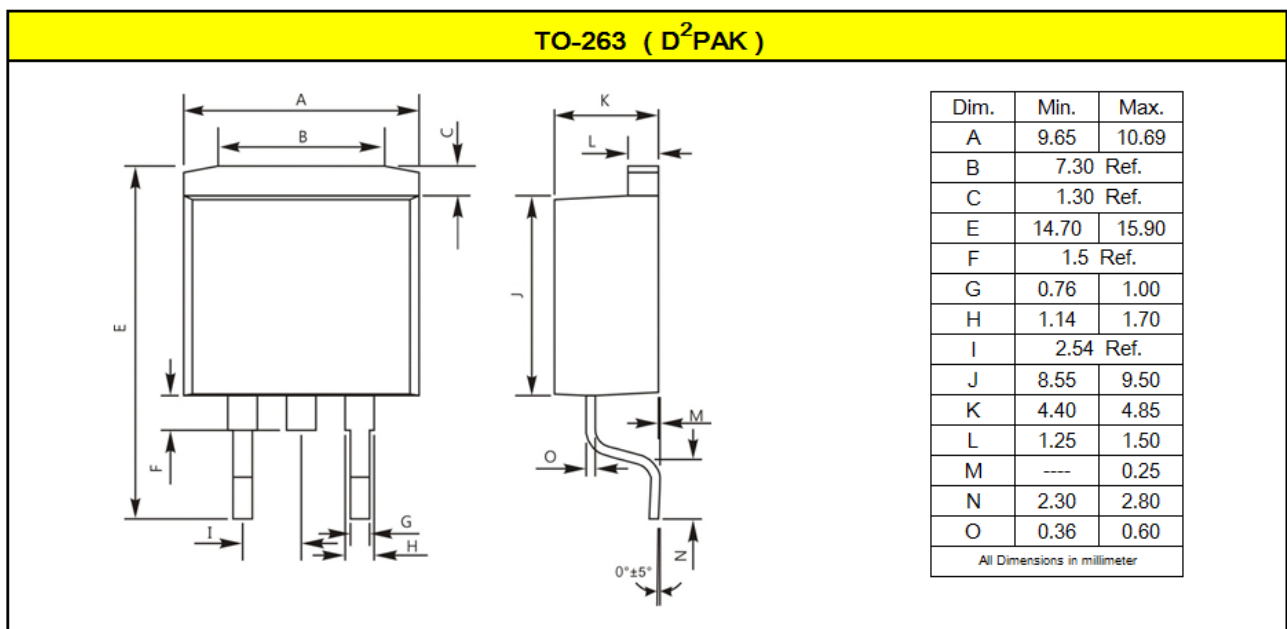 TO-263 ( D²PAK )
A
B
C
E
F
I
G
H
K
L
J
M
O
N
0°±5°
Dim. Min. Max.
A 9.65 10.69
B 7.30 Ref.
C 1.30 Ref.
E 14.70 15.90
F 1.5 Ref.
G 0.76 1.00
H 1.14 1.70
I 2.54 Ref.
J 8.55 9.50
K 4.40 4.85
L 1.25 1.50
M ---- 0.25
N 2.30 2.80
O 0.36 0.60
All Dimensions in millimeter